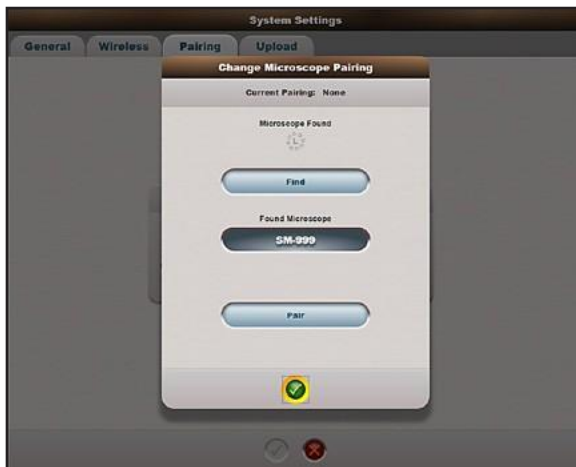 System Settings
General Wireless Pairing Upload
Change Microscope Pairing
Current Pairing: None
Microscope Found
Find
Found Microscope
SM-999
Pair